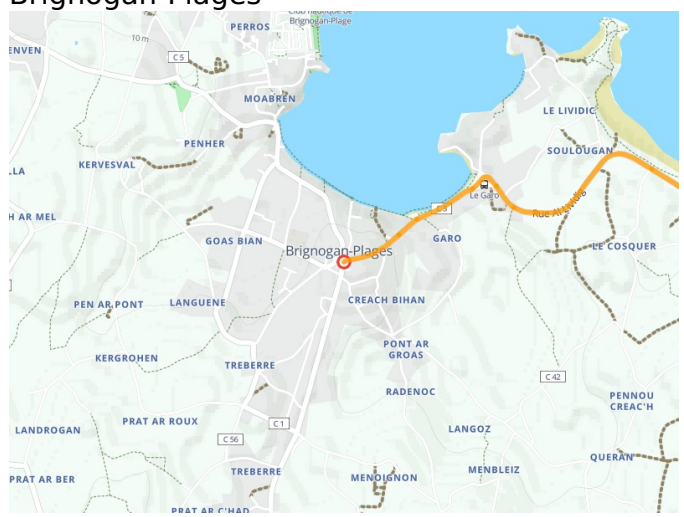 Brignogan-Plages
Club nautique de
Brignogan-Plage
PERROS
ENVEN
10 m
C 5
MOABREN
LE LIVIDIC
PENHER
SOULOUGAN
KERVESVAL
LLA
Le Garo
C 3
Rue Ar Lividig
H AR MEL
GOAS BIAN
GARO
LE COSQUER
Brignogan-Plages
PEN AR PONT
LANGUENE
CREACH BIHAN
PONT AR
GROAS
KERGROHEN
TREBERRE
C 42
RADENOC
PENNOU
CREAC'H
PRAT AR ROUX
C 1
LANDROGAN
C 56
LANGOZ
QUERAN
TREBERRE
MENBLEIZ
PRAT AR BER
MENOIGNON
PRAT AR C'HAD